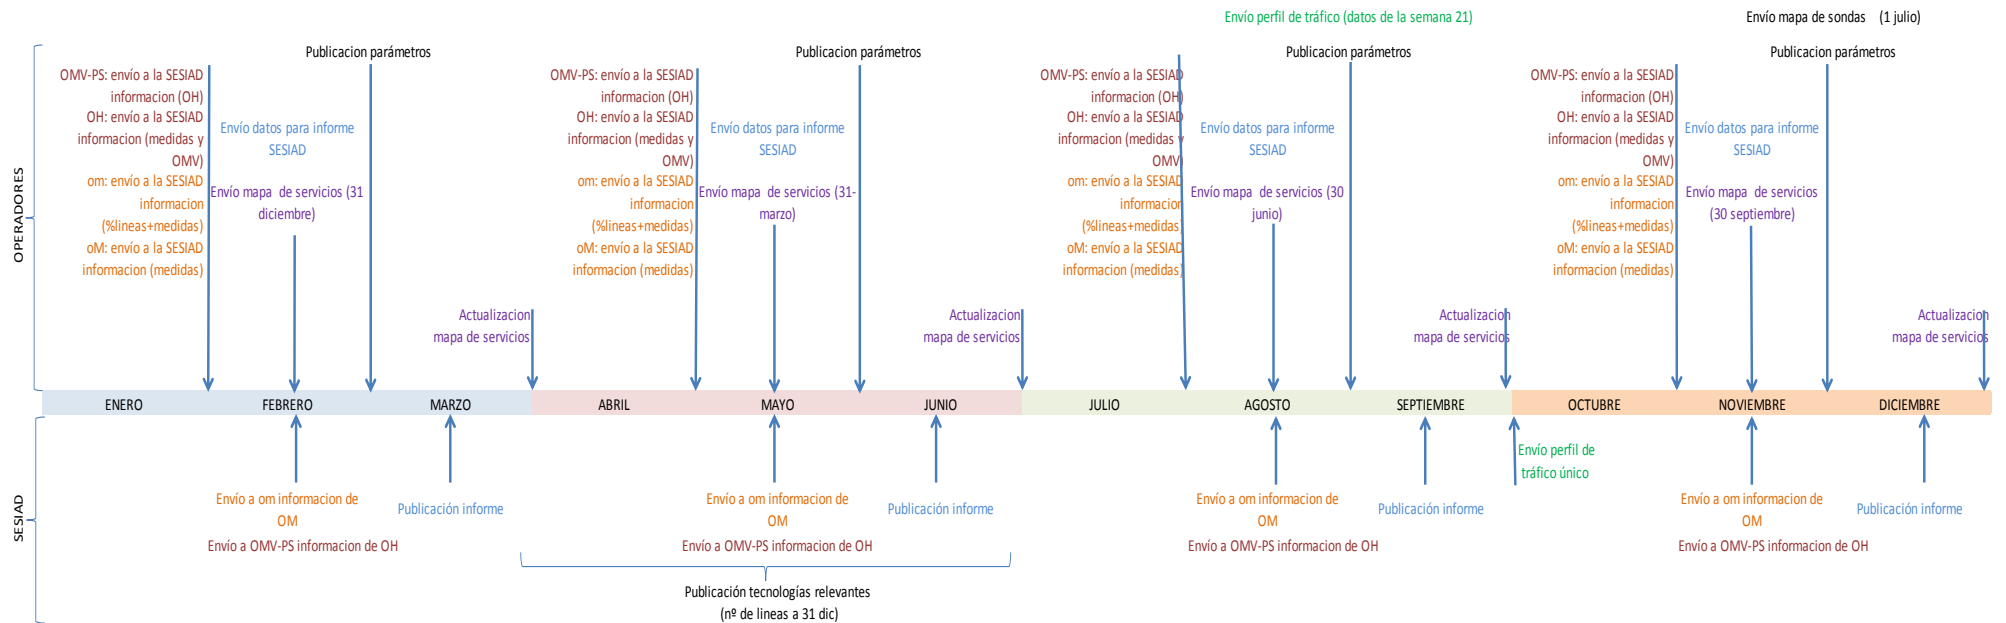 Envío perfil de tráfico (datos de la semana 21)
Envío mapa de sondas (1 julio)
OPERADORES
Publicacion parámetros
OMV-PS: envío a la SESIAD
informacion (OH)
OH: envío a la SESIAD
informacion (medidas y
OMV)
om: envío a la SESIAD
informacion
(%lineas+medidas)
oM: envío a la SESIAD
informacion (medidas)
Envío datos para informe
SESIAD
Envío mapa de servicios (31
diciembre)
Actualizacion
mapa de servicios
Publicacion parámetros
OMV-PS: envío a la SESIAD
informacion (OH)
OH: envío a la SESIAD
informacion (medidas y
OMV)
om: envío a la SESIAD
informacion
(%lineas+medidas)
oM: envío a la SESIAD
informacion (medidas)
Envío datos para informe
SESIAD
Envío mapa de servicios (31-
marzo)
Actualizacion
mapa de servicios
Publicacion parámetros
OMV-PS: envío a la SESIAD
informacion (OH)
OH: envío a la SESIAD
informacion (medidas y
OMV)
om: envío a la SESIAD
informacion
(%lineas+medidas)
oM: envío a la SESIAD
informacion (medidas)
Envío datos para informe
SESIAD
Envío mapa de servicios (30
junio)
Actualizacion
mapa de servicios
Publicacion parámetros
OMV-PS: envío a la SESIAD
informacion (OH)
OH: envío a la SESIAD
informacion (medidas y
OMV)
om: envío a la SESIAD
informacion
(%lineas+medidas)
oM: envío a la SESIAD
informacion (medidas)
Envío datos para informe
SESIAD
Envío mapa de servicios
(30 septiembre)
Actualizacion
mapa de servicios
ENERO FEBRERO MARZO ABRIL MAYO JUNIO JULIO AGOSTO SEPTIEMBRE OCTUBRE NOVIEMBRE DICIEMBRE
SESIAD
Envío a om informacion de
OM
Envío a OMV-PS informacion de OH
Publicación informe
Envío a om informacion de
OM
Envío a OMV-PS informacion de OH
Publicación informe
Publicación tecnologías relevantes
(nº de lineas a 31 dic)
Envío a om informacion de
OM
Envío a OMV-PS informacion de OH
Publicación informe
Envío perfil de
tráfico único
Envío a om informacion de
OM
Envío a OMV-PS informacion de OH
Publicación informe